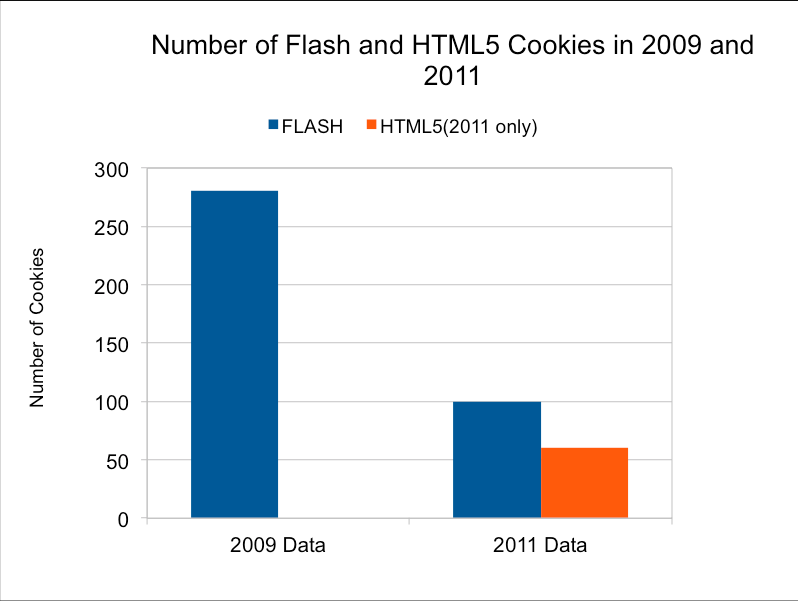 Number of Flash and HTML5 Cookies in 2009 and
2011
FLASH HTML5(2011 only)
300
250
200
150
100
50
0
Number of Cookies
2009 Data 2011 Data